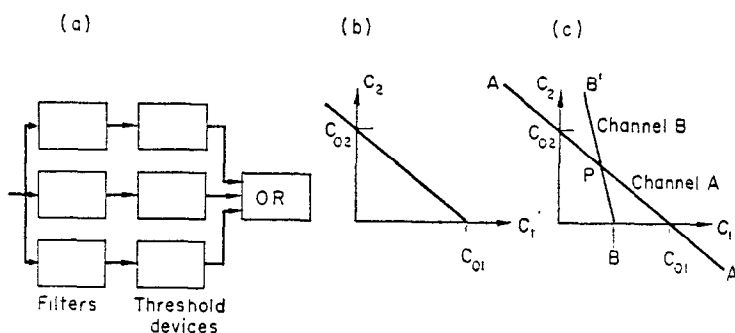 (a)
OR
Filters
Threshold
devices
(b)
C2
C02
C1
C01
(c)
A
C2
B'
C02
Channel B
P
Channel A
B
C01
C1
A'